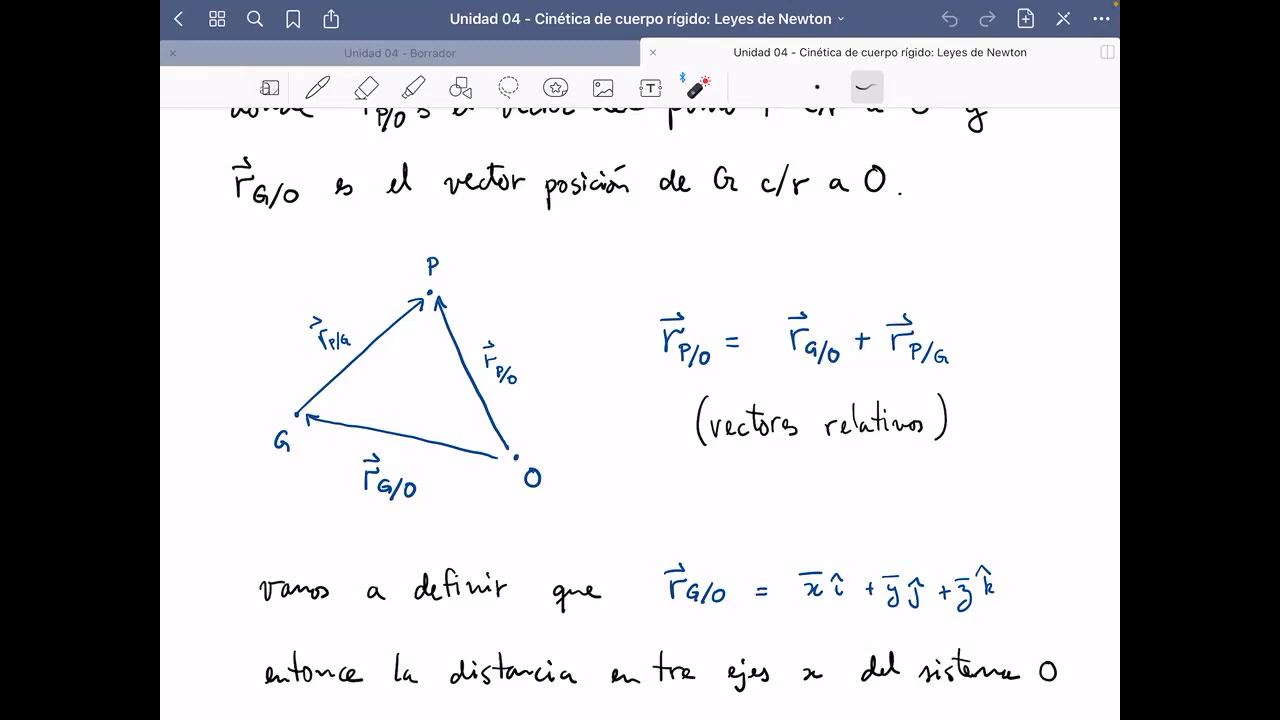 Unidad 04 - Cinética de cuerpo rígido: Leyes de Newton
Unidad 04 - Borrador
Unidad 04 - Cinética de cuerpo rígido: Leyes de Newton
T
P/O
r⃗G/O es el vector posición de G c/r a O.
P
r⃗P/G
r⃗P/O
G
r⃗G/O
O
r⃗P/O = r⃗G/O + r⃗P/G
(vectores relativos)
vamos a definir que r⃗G/O = x̄ î + ȳ ĵ + z̄ k̂
entonce la distancia entre ejes x del sistema O